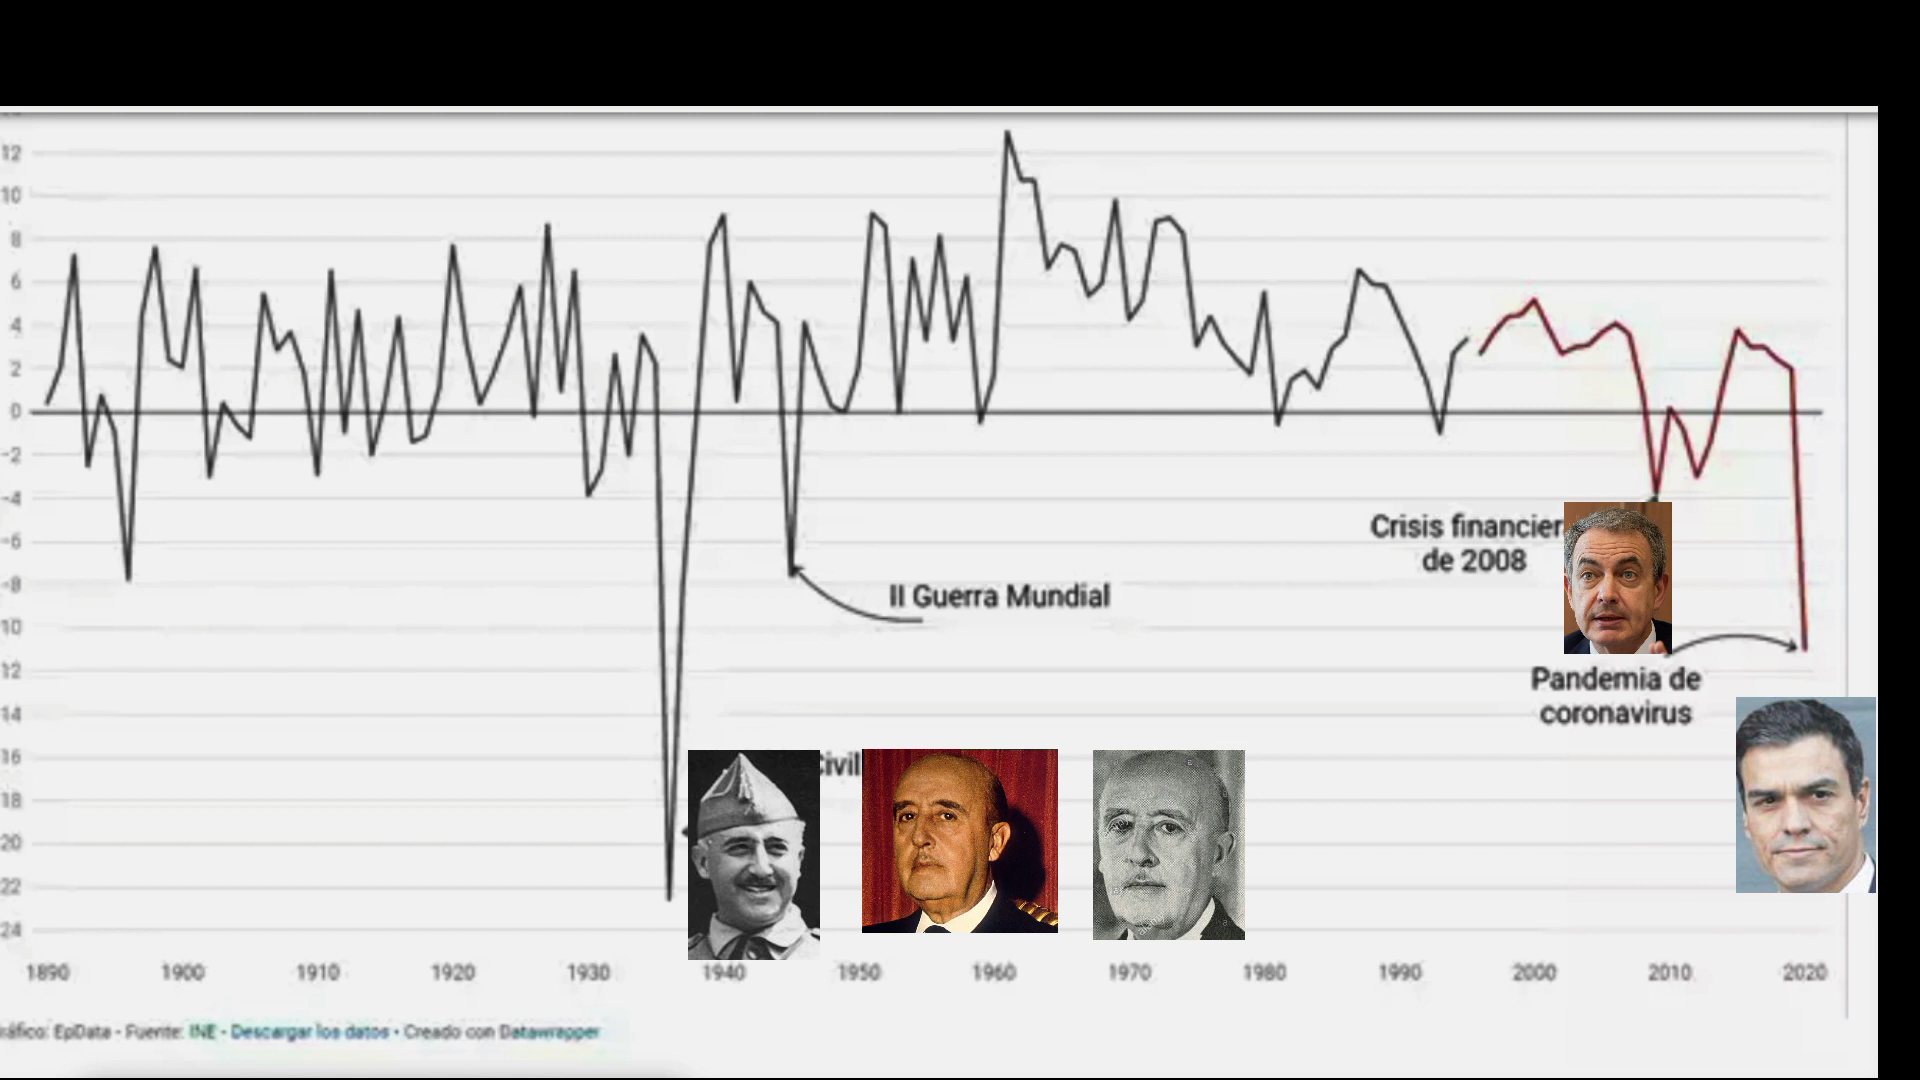 12
10
8
6
4
2
0
-2
-4
-6
-8
10
12
14
16
18
20
22
24
II Guerra Mundial
Crisis financier
de 2008
Pandemia de
coronavirus
Civil
1890 1900 1910 1920 1930 1940 1950 1960 1970 1980 1990 2000 2010 2020
ráfico: EpData - Fuente: INE - Descargar los datos • Creado con Datawrapper